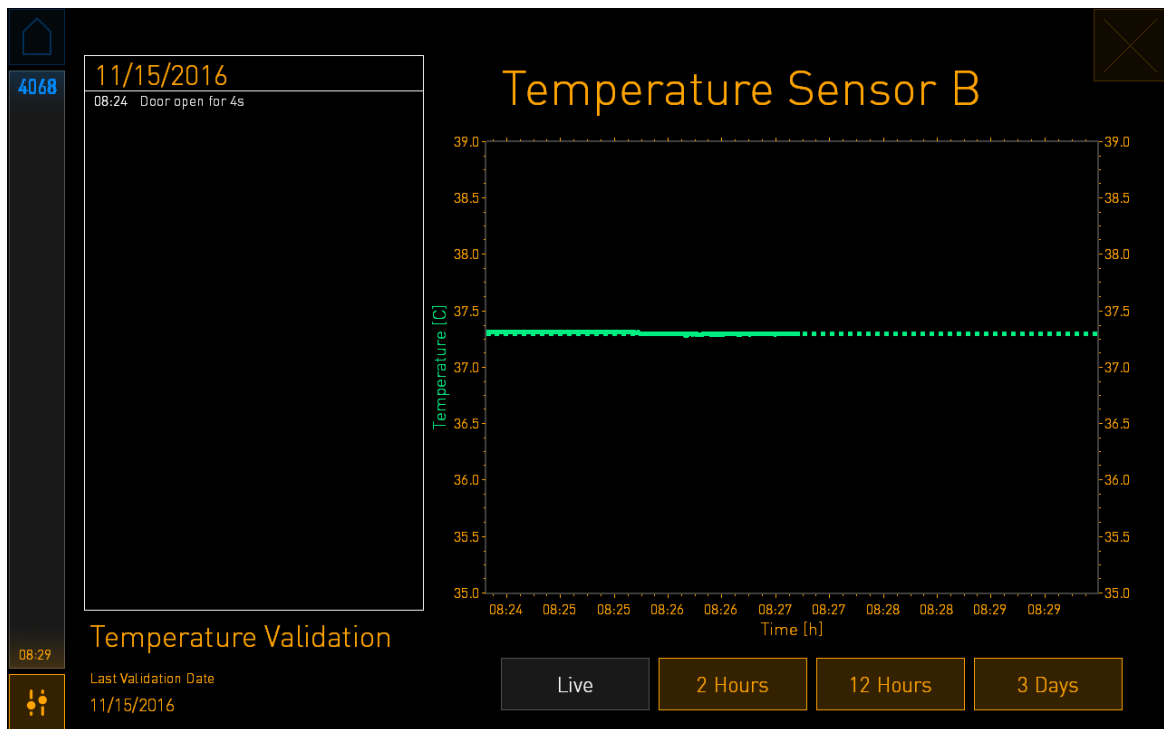 4068
11/15/2016
08:24 Door open for 4s
Temperature Sensor B
39.0 39.0
38.5 38.5
38.0 38.0
37.5 37.5
37.0 37.0
36.5 36.5
36.0 36.0
35.5 35.5
35.0 35.0
Temperature [C]
08:24 08:25 08:25 08:26 08:26 08:27 08:27 08:28 08:28 08:29 08:29
Time [h]
Temperature Validation
08:29
Last Validation Date
11/15/2016
Live 2 Hours 12 Hours 3 Days